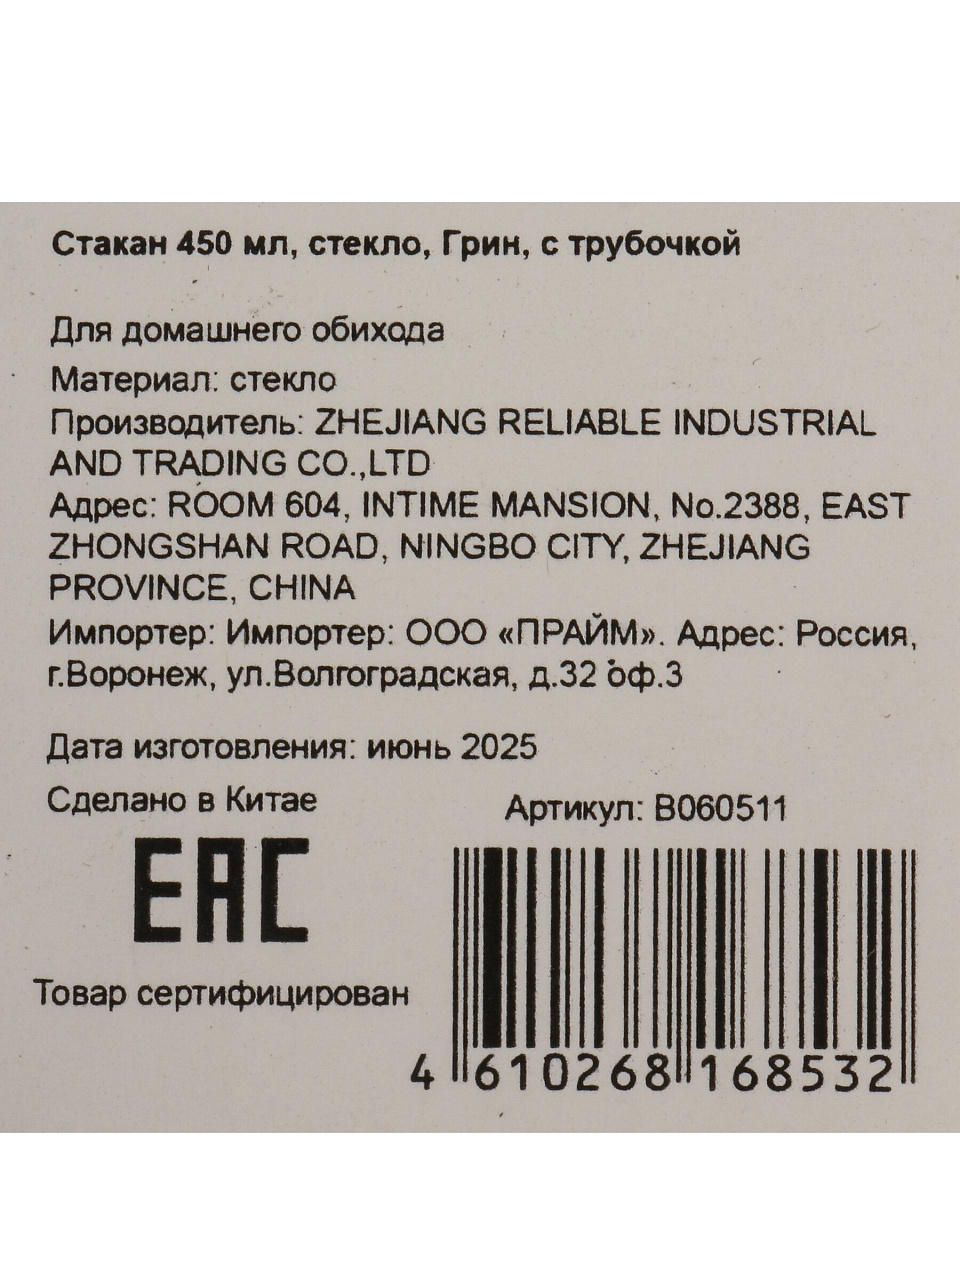 Стакан 450 мл, стекло, Грин, с трубочкой
Для домашнего обихода
Материал: стекло
Производитель: ZHEJIANG RELIABLE INDUSTRIAL
AND TRADING CO.,LTD
Адрес: ROOM 604, INTIME MANSION, No.2388, EAST
ZHONGSHAN ROAD, NINGBO CITY, ZHEJIANG
PROVINCE, CHINA
Импортер: Импортер: ООО «ПРАЙМ». Адрес: Россия,
г.Воронеж, ул.Волгоградская, д.32 оф.3
Дата изготовления: июнь 2025
Сделано в Китае
Артикул: B060511
EAC
Товар сертифицирован
4 610268 168532